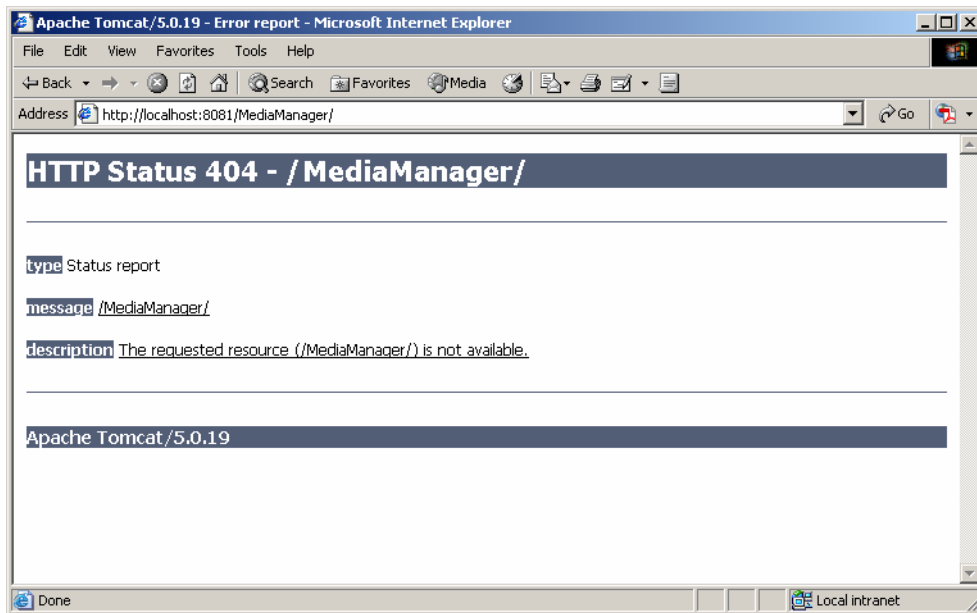 Apache Tomcat/5.0.19 - Error report - Microsoft Internet Explorer
File Edit View Favorites Tools Help
Back Search Favorites Media
Address http://localhost:8081/MediaManager/ Go
HTTP Status 404 - /MediaManager/
type Status report
message /MediaManager/
description The requested resource (/MediaManager/) is not available.
Apache Tomcat/5.0.19
Done Local intranet